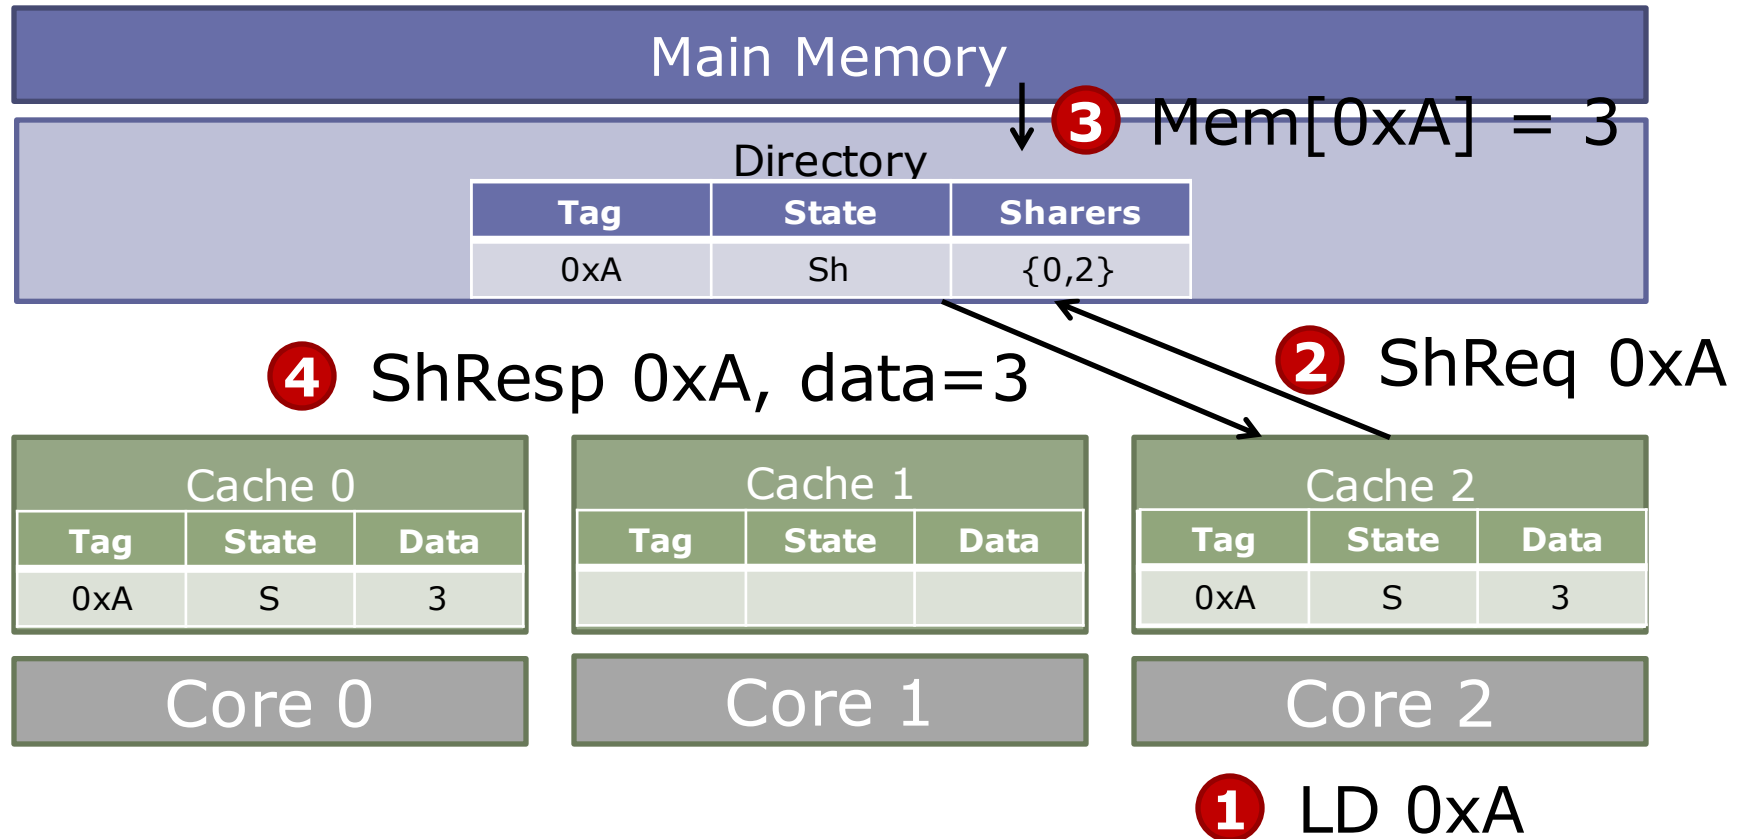 Main Memory
3 Mem[0xA] = 3
Directory
Tag State Sharers
0xA Sh {0,2}
4 ShResp 0xA, data=3
2 ShReq 0xA
Cache 0
Tag State Data
0xA S 3
Cache 1
Tag State Data
Cache 2
Tag State Data
0xA S 3
Core 0
Core 1
Core 2
1 LD 0xA